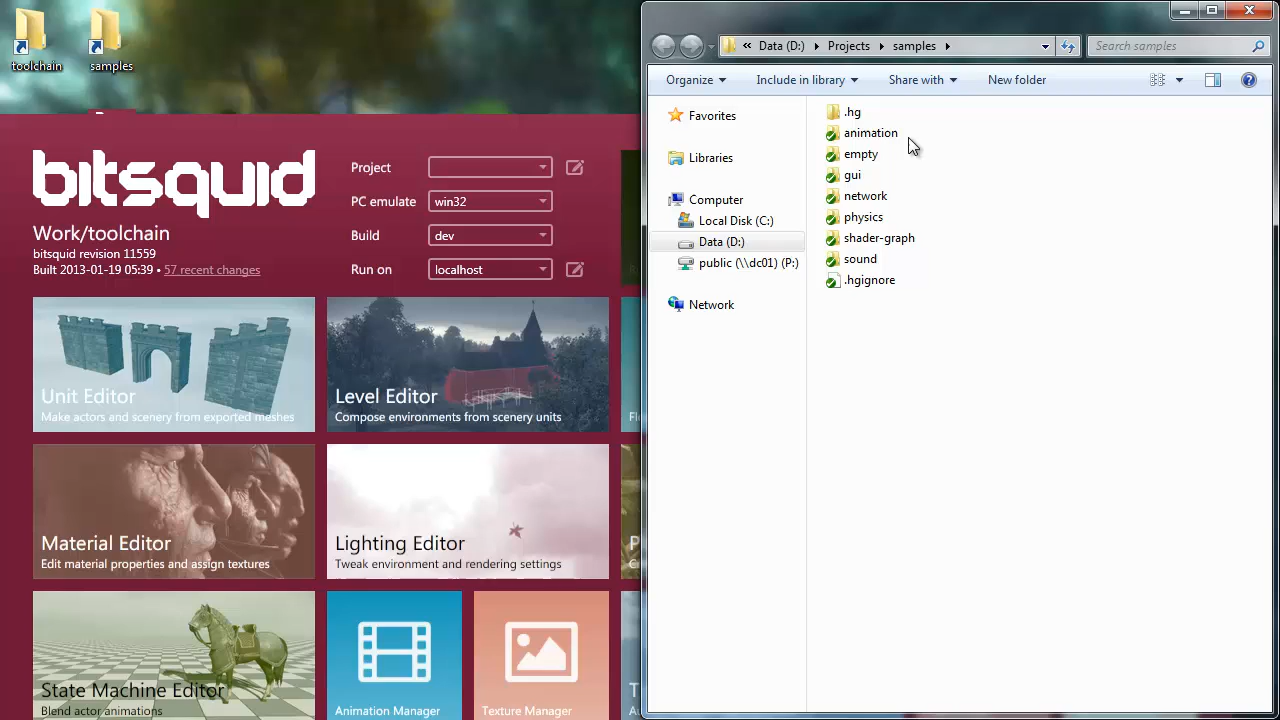 toolchain
samples
bitsquid
Work/toolchain
bitsquid revision 11559
Built 2013-01-19 05:39 • 57 recent changes
Project
PC emulate win32
Build dev
Run on localhost
Unit Editor
Make actors and scenery from exported meshes
Level Editor
Compose environments from scenery units
Material Editor
Edit material properties and assign textures
Lighting Editor
Tweak environment and rendering settings
State Machine Editor
Blend actor animations
Animation Manager
Texture Manager
« Data (D:) Projects samples
Search samples
Organize Include in library Share with New folder
Favorites
Libraries
Computer
Local Disk (C:)
Data (D:)
public (\\dc01) (P:)
Network
.hg
animation
empty
gui
network
physics
shader-graph
sound
.hgignore